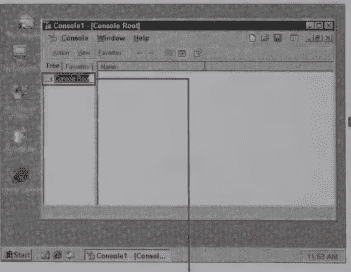 Console1 - [Console Root]
Console Window Help
Action View Favorites
Tree Favorites Name
Console Root
Start Console1 - [Consol... 11:53 AM